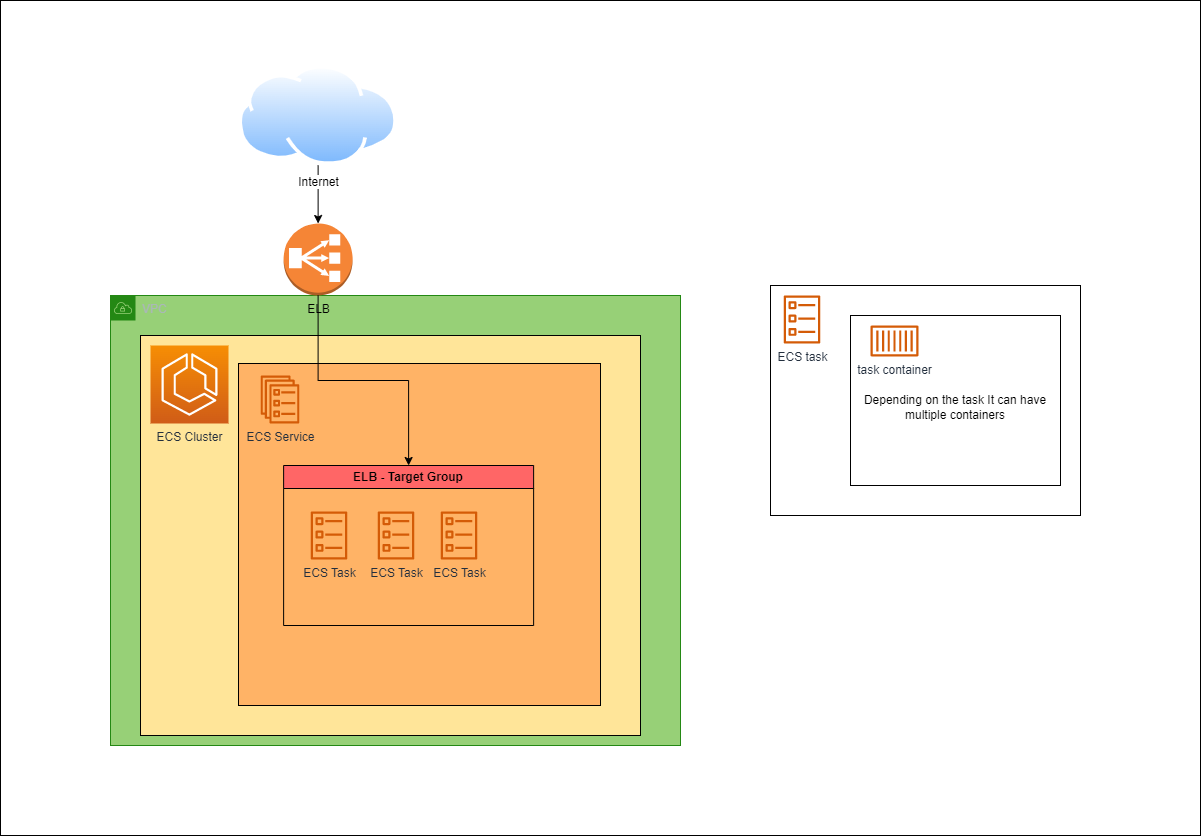 Internet
ELB
VPC
ECS Cluster
ECS Service
ELB - Target Group
ECS Task
ECS Task
ECS Task
ECS task
task container
Depending on the task It can have
multiple containers